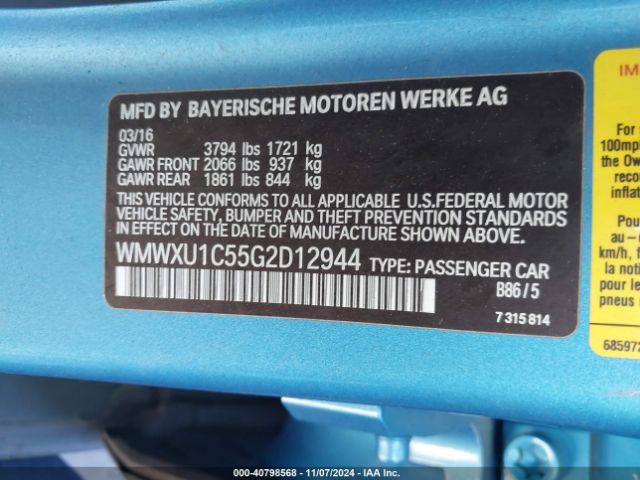 MFD BY BAYERISCHE MOTOREN WERKE AG
03/16
GVWR 3794 lbs 1721 kg
GAWR FRONT 2066 lbs 937 kg
GAWR REAR 1861 lbs 844 kg
THIS VEHICLE CONFORMS TO ALL APPLICABLE U.S.FEDERAL MOTOR
VEHICLE SAFETY, BUMPER AND THEFT PREVENTION STANDARDS
IN EFFECT ON THE DATE OF MANUFACTURE SHOWN ABOVE.
WMWXU1C55G2D12944 TYPE: PASSENGER CAR
B86/5
7 315 814
IM
For
100mp
the Ow
reco
inflat
Pou
au-
km/h, f
la notic
pour le
pneus
68597
000-40798568 | 11/07/2024 | IAA Inc.